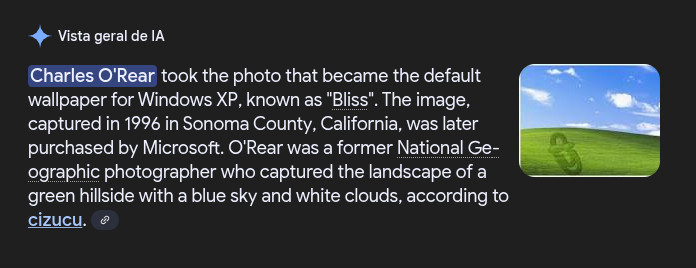 Vista geral de IA
Charles O'Rear took the photo that became the default
wallpaper for Windows XP, known as "Bliss". The image,
captured in 1996 in Sonoma County, California, was later
purchased by Microsoft. O'Rear was a former National Ge-
ographic photographer who captured the landscape of a
green hillside with a blue sky and white clouds, according to
cizucu.